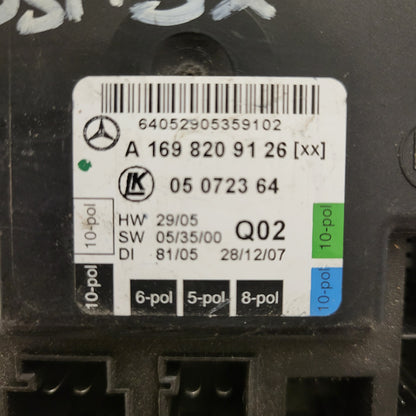 64052905359102
A 169 820 91 26 [xx]
LK 05 0723 64
HW 29/05
SW 05/35/00 Q02
DI 81/05 28/12/07
10-pol
10-pol
10-pol
10-pol
6-pol 5-pol 8-pol